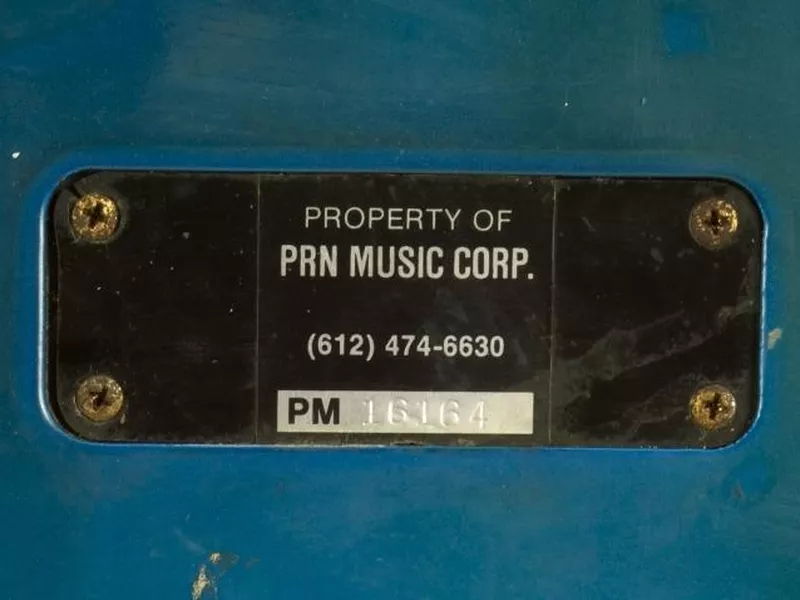 PROPERTY OF
PRN MUSIC CORP.
(612) 474-6630
PM 16164